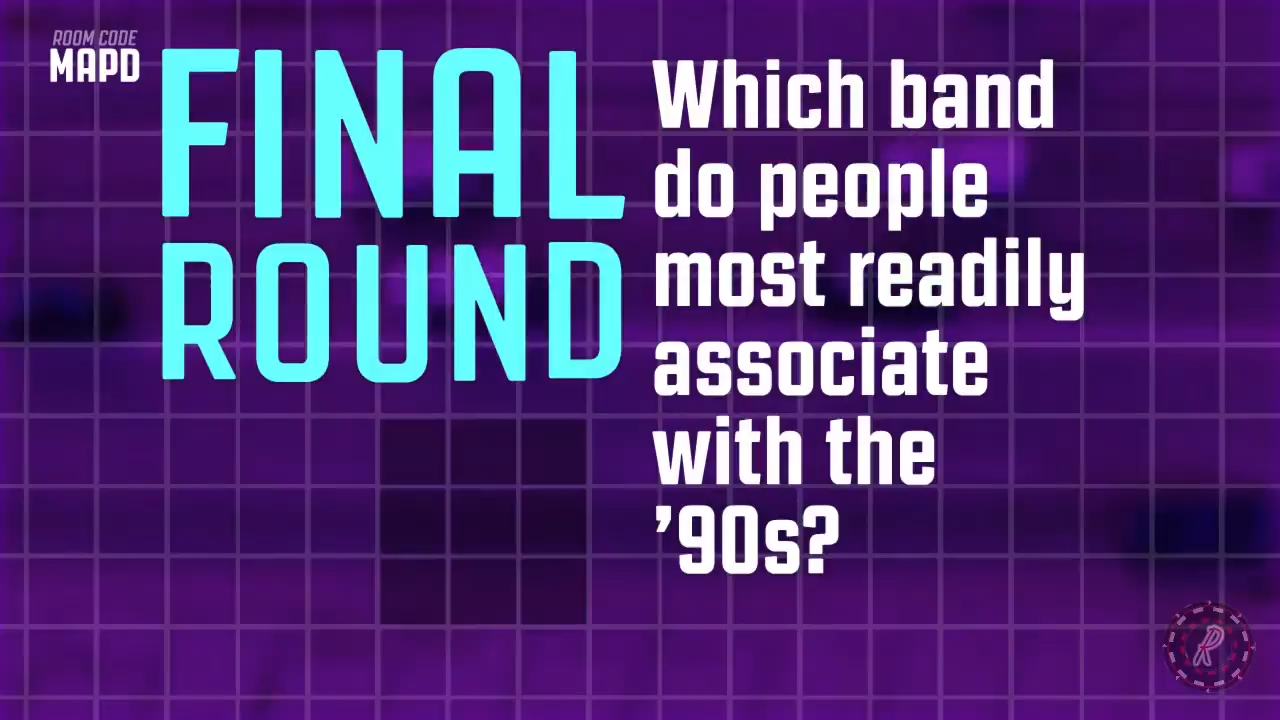 ROOM CODE
MAPD
FINAL
ROUND
Which band
do people
most readily
associate
with the
’90s?
R